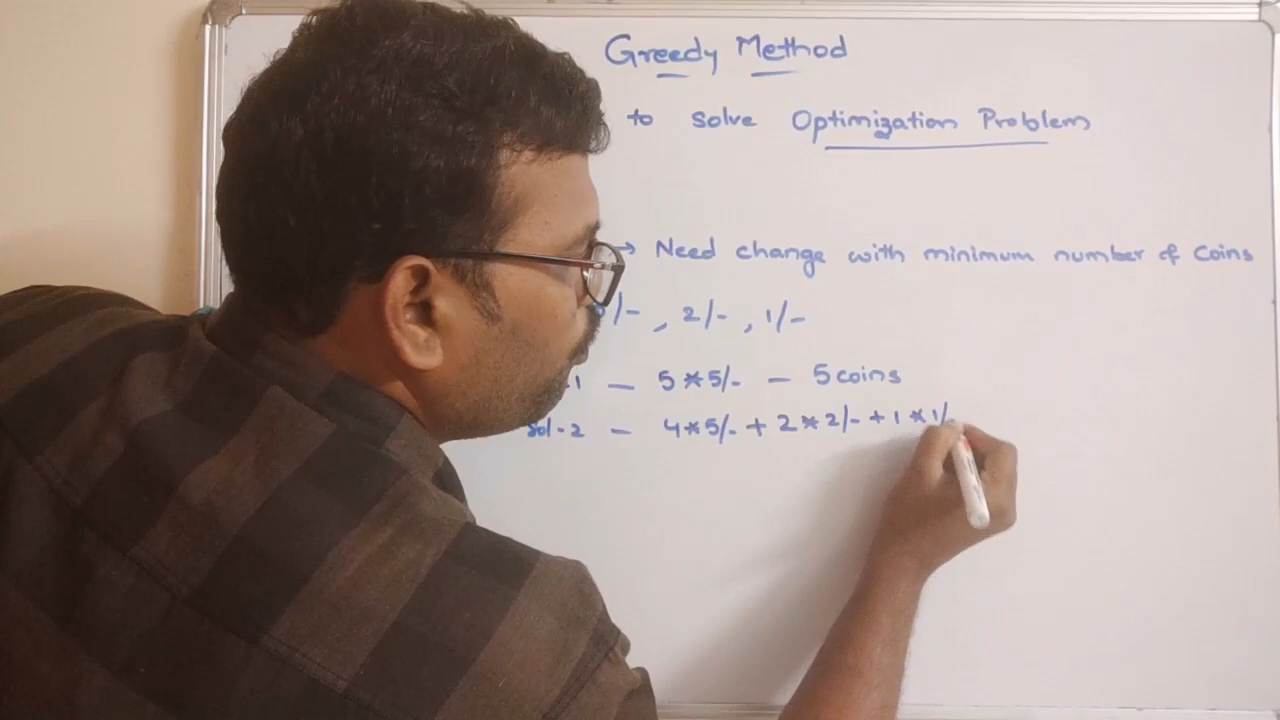 Greedy Method
to solve Optimization Problem
→ Need change with minimum number of Coins
/- , 2/- , 1/-
1 — 5*5/- — 5 coins
sol-2 — 4*5/- + 2*2/- + 1*1/-